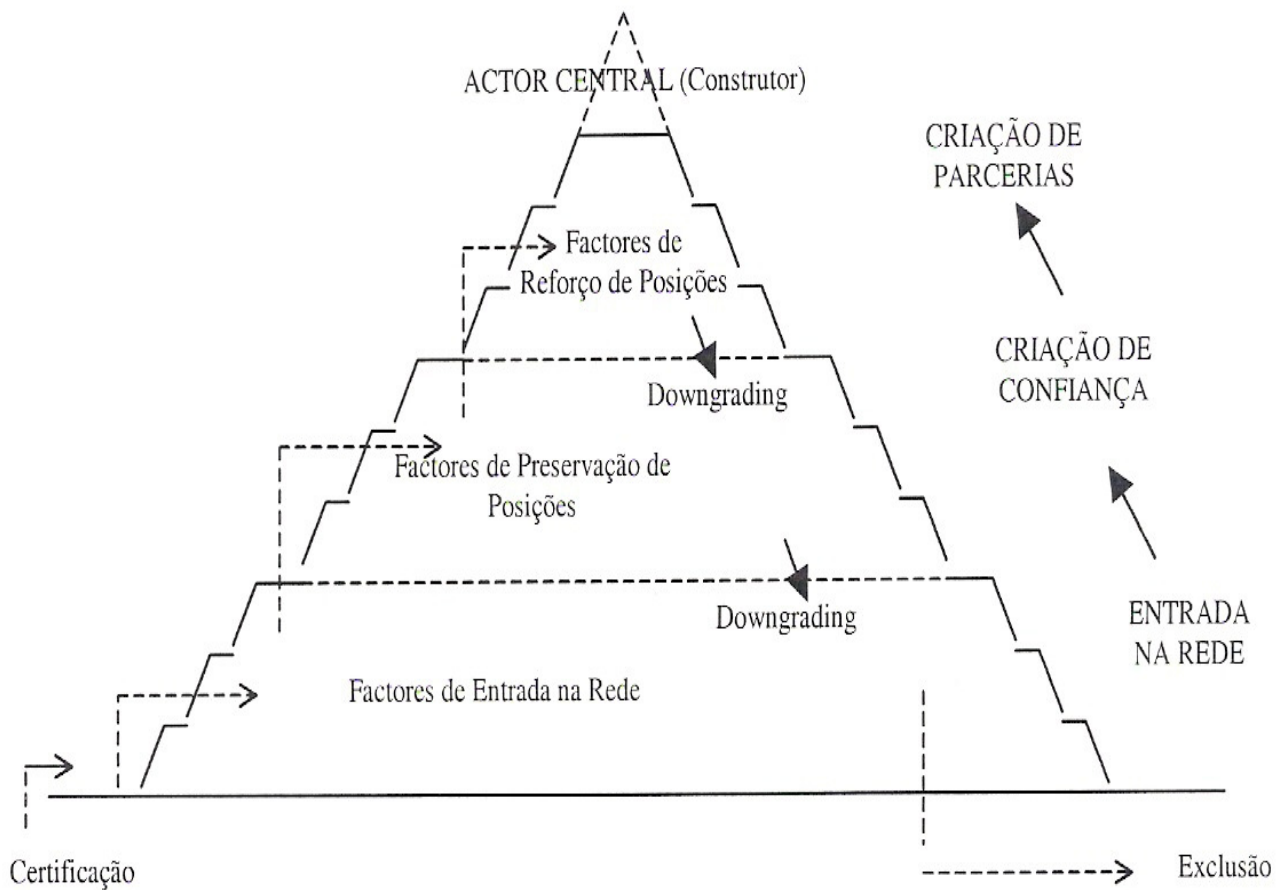 ACTOR CENTRAL (Construtor)
CRIAÇÃO DE
PARCERIAS
Factores de
Reforço de Posições
CRIAÇÃO DE
CONFIANÇA
Downgrading
Factores de Preservação de
Posições
ENTRADA
NA REDE
Downgrading
Factores de Entrada na Rede
Certificação
Exclusão